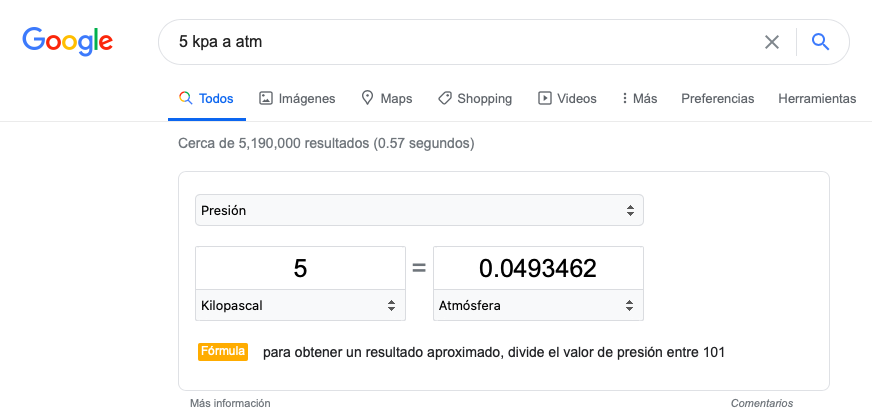 Google
5 kpa a atm
Todos Imágenes Maps Shopping Videos Más Preferencias Herramientas
Cerca de 5,190,000 resultados (0.57 segundos)
Presión
5 = 0.0493462
Kilopascal Atmósfera
Fórmula para obtener un resultado aproximado, divide el valor de presión entre 101
Más información Comentarios